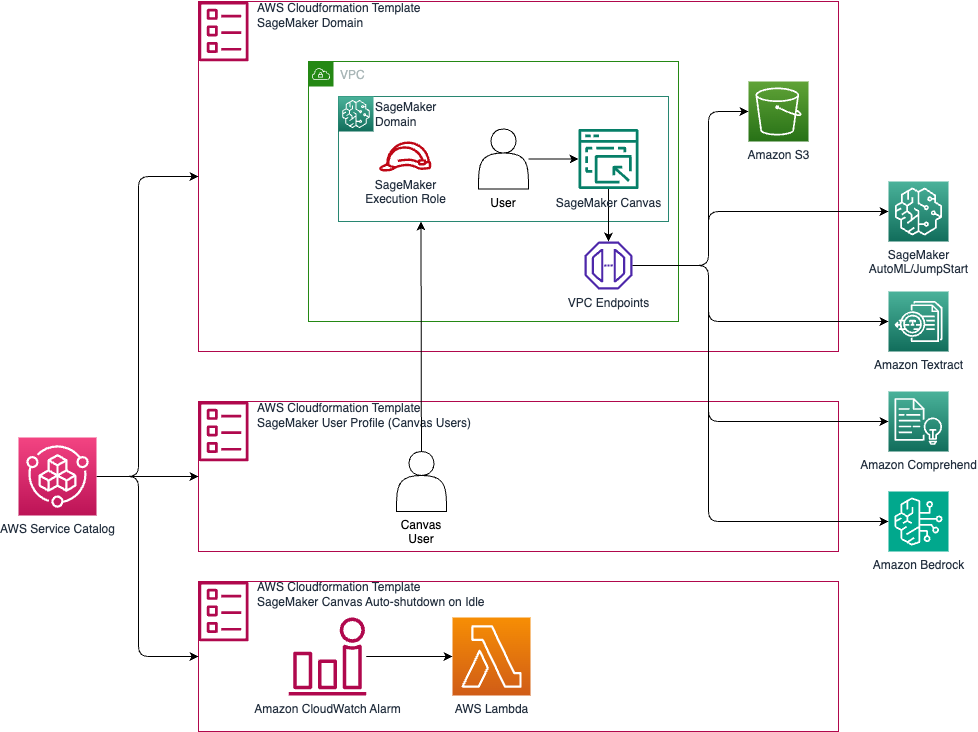 AWS Cloudformation Template
SageMaker Domain
VPC
SageMaker
Domain
SageMaker
Execution Role
User
SageMaker Canvas
VPC Endpoints
Amazon S3
SageMaker
AutoML/JumpStart
Amazon Textract
Amazon Comprehend
Amazon Bedrock
AWS Service Catalog
AWS Cloudformation Template
SageMaker User Profile (Canvas Users)
Canvas
User
AWS Cloudformation Template
SageMaker Canvas Auto-shutdown on Idle
Amazon CloudWatch Alarm
AWS Lambda